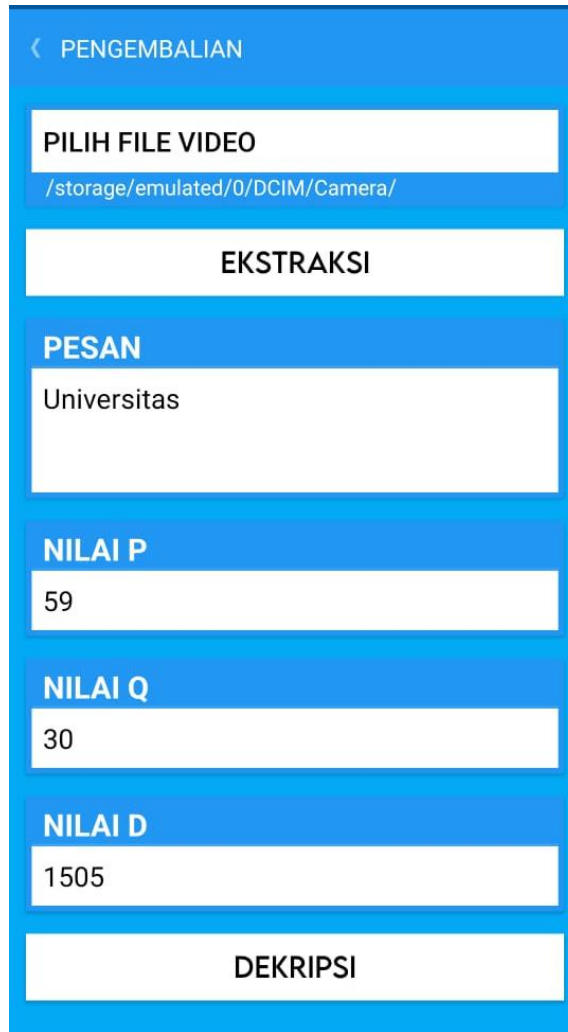 PENGEMBALIAN
PILIH FILE VIDEO
/storage/emulated/0/DCIM/Camera/
EKSTRAKSI
PESAN
Universitas
NILAI P
59
NILAI Q
30
NILAI D
1505
DEKRIPSI